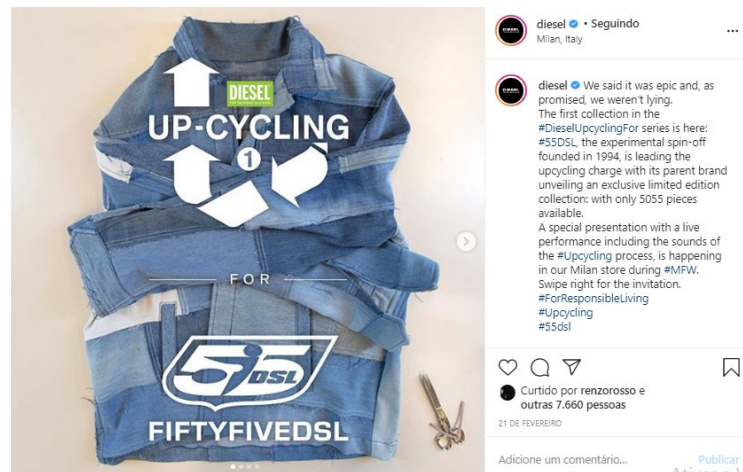 DIESEL
UP-CYCLING
1
FOR
55 DSL
FIFTYFIVEDSL
diesel • Seguindo
Milan, Italy
diesel We said it was epic and, as
promised, we weren't lying.
The first collection in the
#DieselUpcyclingFor series is here:
#55DSL, the experimental spin-off
founded in 1994, is leading the
upcycling charge with its parent brand
unveiling an exclusive limited edition
collection: with only 5055 pieces
available.
A special presentation with a live
performance including the sounds of
the #Upcycling process, is happening
in our Milan store during #MFW.
Swipe right for the invitation.
#ForResponsibleLiving
#Upcycling
#55dsl
Curtido por renzorosso e
outras 7.660 pessoas
21 DE FEVEREIRO
Adicione um comentário...
Publicar